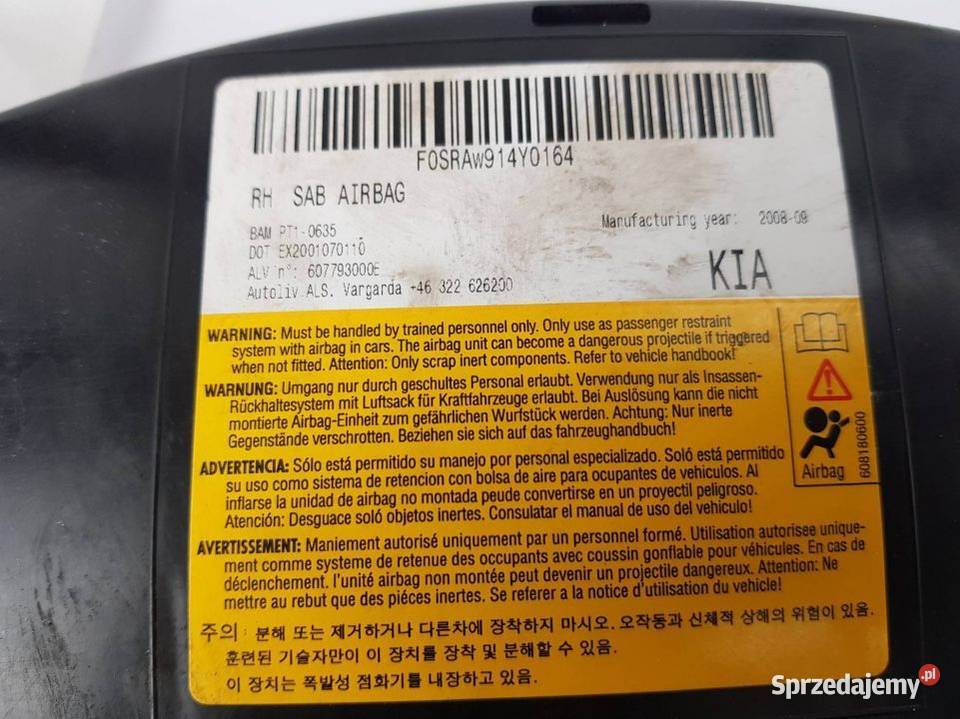 F0SRAw914Y0164
RH SAB AIRBAG
BAM PT1-0635
DOT EX2001070110
ALV n°: 607793000E
Autoliv ALS. Vargarda +46 322 626200
Manufacturing year: 2008-09
KIA
WARNING: Must be handled by trained personnel only. Only use as passenger restraint
system with airbag in cars. The airbag unit can become a dangerous projectile if triggered
when not fitted. Attention: Only scrap inert components. Refer to vehicle handbook!
WARNUNG: Umgang nur durch geschultes Personal erlaubt. Verwendung nur als Insassen-
Rückhaltesystem mit Luftsack für Kraftfahrzeuge erlaubt. Bei Auslösung kann die nicht
montierte Airbag-Einheit zum gefährlichen Wurfstück werden. Achtung: Nur inerte
Gegenstände verschrotten. Beziehen sie sich auf das fahrzeughandbuch!
ADVERTENCIA: Sólo está permitido su manejo por personal especializado. Soló está permitido
su uso como sistema de retencion con bolsa de aire para ocupantes de vehiculos. Al
inflarse la unidad de airbag no montada peude convertirse en un proyectil peligroso.
Atención: Desguace soló objetos inertes. Consulatar el manual de uso del vehiculo!
AVERTISSEMENT: Maniement autorisé uniquement par un personnel formé. Utilisation autorisee unique-
ment comme systeme de retenue des occupants avec coussin gonflable pour véhicules. En cas de
déclenchement. l'unité airbag non montée peut devenir un projectile dangereux. Attention: Ne
mettre au rebut que des piéces inertes. Se referer a la notice d'utilisation du vehicle!
주의 : 분해 또는 제거하거나 다른차에 장착하지 마시오. 오작동과 신체적 상해의 위험이 있음.
훈련된 기술자만이 이 장치를 장착 및 분해할 수 있음.
이 장치는 폭발성 점화기를 내장하고 있음.
Airbag
608180600
Sprzedajemy.pl